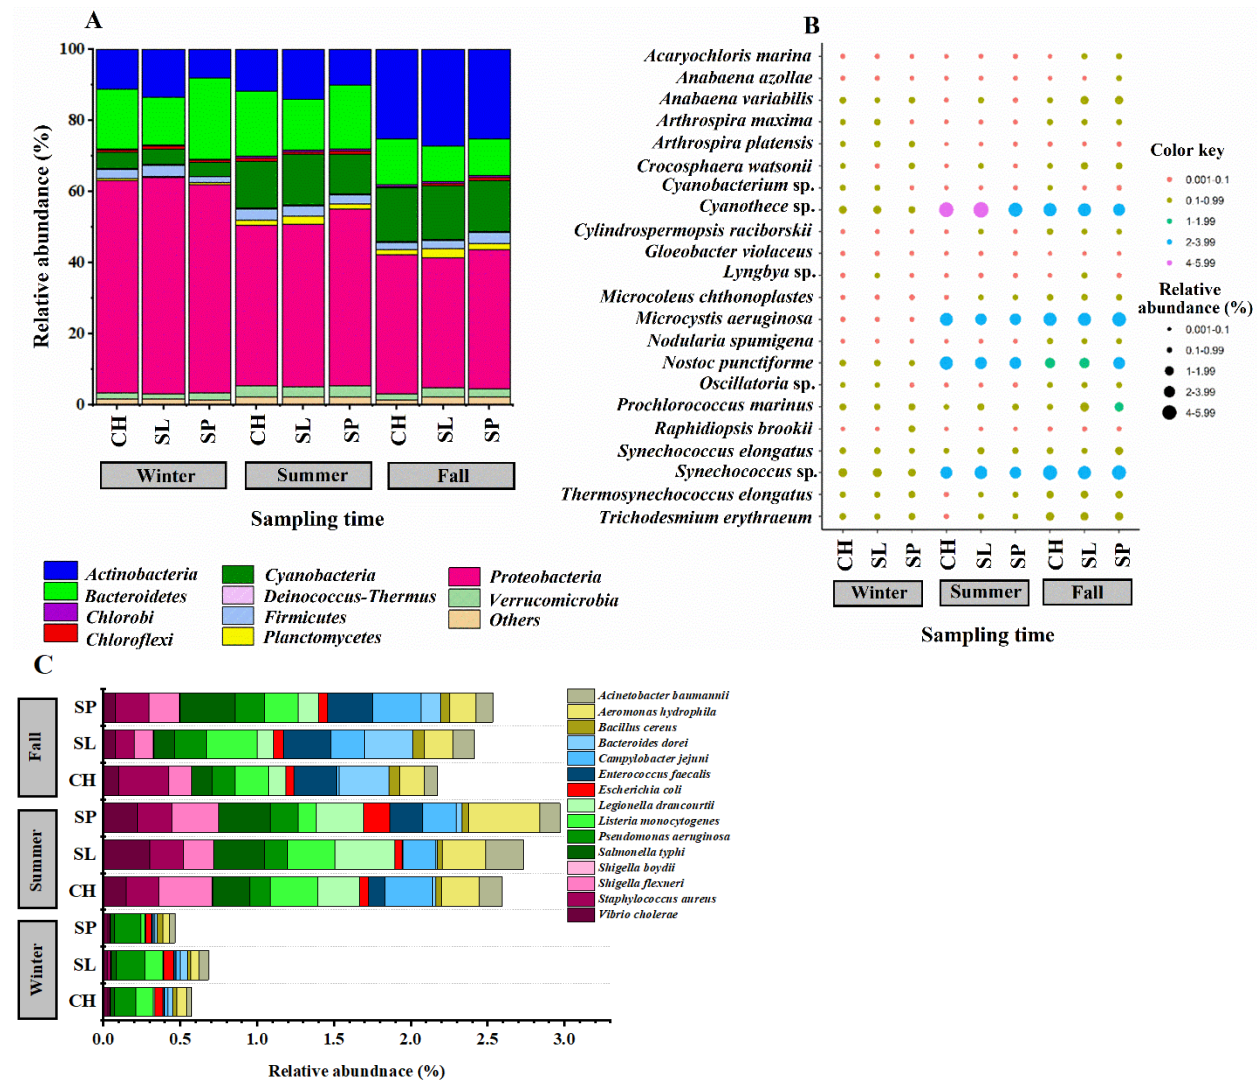 A
Relative abundance (%)
100
80
60
40
20
0
CH SL SP CH SL SP CH SL SP
Winter Summer Fall
Sampling time
Actinobacteria
Bacteroidetes
Chlorobi
Chloroflexi
Cyanobacteria
Deinococcus-Thermus
Firmicutes
Planctomycetes
Proteobacteria
Verrucomicrobia
Others
B
Acaryochloris marina
Anabaena azollae
Anabaena variabilis
Arthrospira maxima
Arthrospira platensis
Crocosphaera watsonii
Cyanobacterium sp.
Cyanothece sp.
Cylindrospermopsis raciborskii
Gloeobacter violaceus
Lyngbya sp.
Microcoleus chthonoplastes
Microcystis aeruginosa
Nodularia spumigena
Nostoc punctiforme
Oscillatoria sp.
Prochlorococcus marinus
Raphidiopsis brookii
Synechococcus elongatus
Synechococcus sp.
Thermosynechococcus elongatus
Trichodesmium erythraeum
CH SL SP CH SL SP CH SL SP
Winter Summer Fall
Sampling time
Color key
0.001-0.1
0.1-0.99
1-1.99
2-3.99
4-5.99
Relative
abundance (%)
0.001-0.1
0.1-0.99
1-1.99
2-3.99
4-5.99
C
Fall
SP
SL
CH
Summer
SP
SL
CH
Winter
SP
SL
CH
0.0 0.5 1.0 1.5 2.0 2.5 3.0
Relative abundnace (%)
Acinetobacter baumannii
Aeromonas hydrophila
Bacillus cereus
Bacteroides dorei
Campylobacter jejuni
Enterococcus faecalis
Escherichia coli
Legionella drancourtii
Listeria monocytogenes
Pseudomonas aeruginosa
Salmonella typhi
Shigella boydii
Shigella flexneri
Staphylococcus aureus
Vibrio cholerae